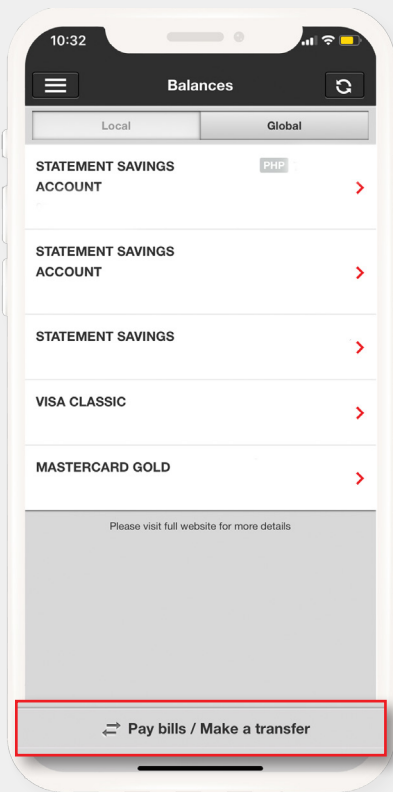 10:32
Balances
Local Global
STATEMENT SAVINGS PHP
ACCOUNT
STATEMENT SAVINGS
ACCOUNT
STATEMENT SAVINGS
VISA CLASSIC
MASTERCARD GOLD
Please visit full website for more details
Pay bills / Make a transfer